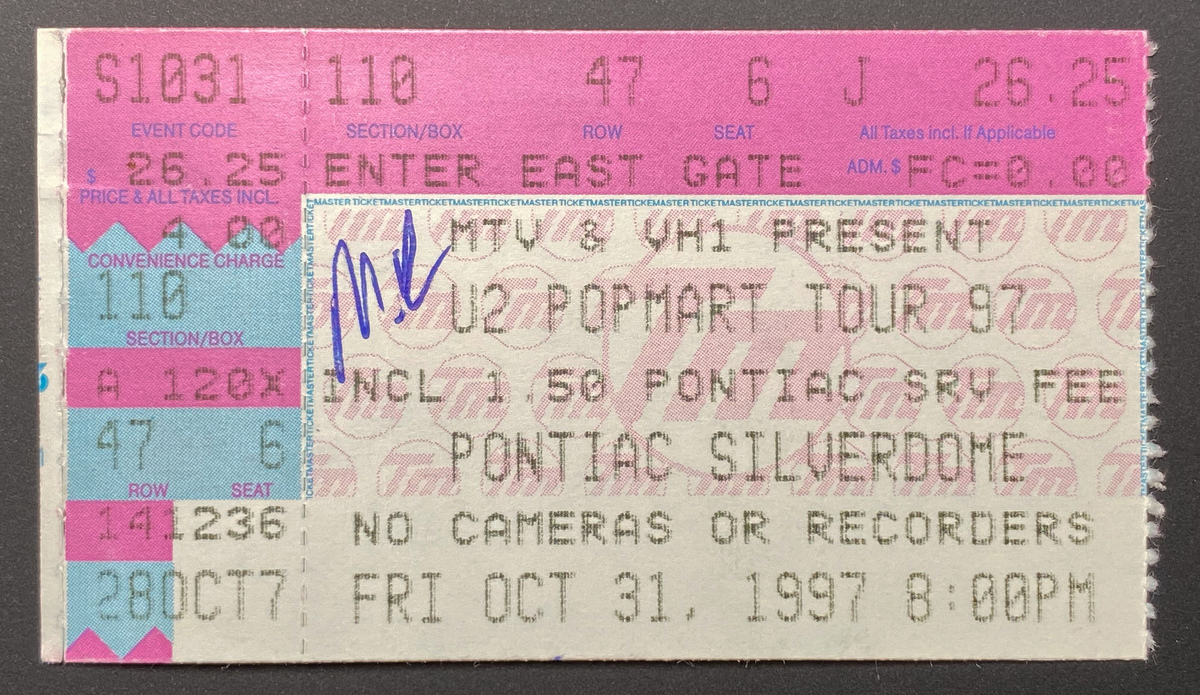 S1031
EVENT CODE
$ 26.25
PRICE & ALL TAXES INCL.
4.00
CONVENIENCE CHARGE
110
SECTION/BOX
A 120X
47 6
ROW SEAT
141236
28OCT7
110 47 6 J 26.25
SECTION/BOX ROW SEAT All Taxes incl. If Applicable
ENTER EAST GATE ADM. $ FC=0.00
MASTERTICKETMASTERTICKETMASTERTICKETMASTERTICKETMASTERTICKETMASTERTICKETMASTERTICKETMASTER
MTV & VH1 PRESENT
U2 POPMART TOUR 97
INCL 1.50 PONTIAC SRV FEE
PONTIAC SILVERDOME
NO CAMERAS OR RECORDERS
FRI OCT 31, 1997 8:00PM